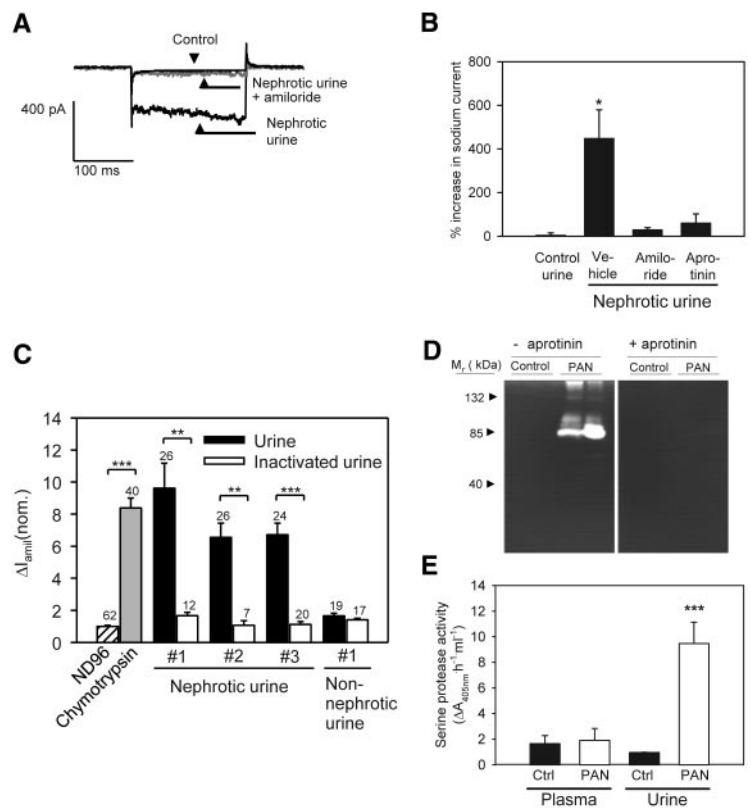 A
Control
Nephrotic urine
+ amiloride
400 pA
Nephrotic
urine
100 ms
B
% increase in sodium current
800
600
400
200
0
*
Control
urine
Ve-
hicle
Amilo-
ride
Apro-
tinin
Nephrotic urine
C
ΔIamil(nom.)
14
12
10
8
6
4
2
0
Urine
Inactivated urine
***
**
**
***
62
40
26
12
26
7
24
20
19
17
ND96
Chymotrypsin
#1
#2
#3
#1
Nephrotic urine
Non-
nephrotic
urine
D
- aprotinin
+ aprotinin
Mr ( kDa)
Control
PAN
Control
PAN
132
85
40
E
Serine protease activity
(ΔA405nm·h-1·ml-1)
14
12
10
8
6
4
2
0
***
Ctrl
PAN
Ctrl
PAN
Plasma
Urine